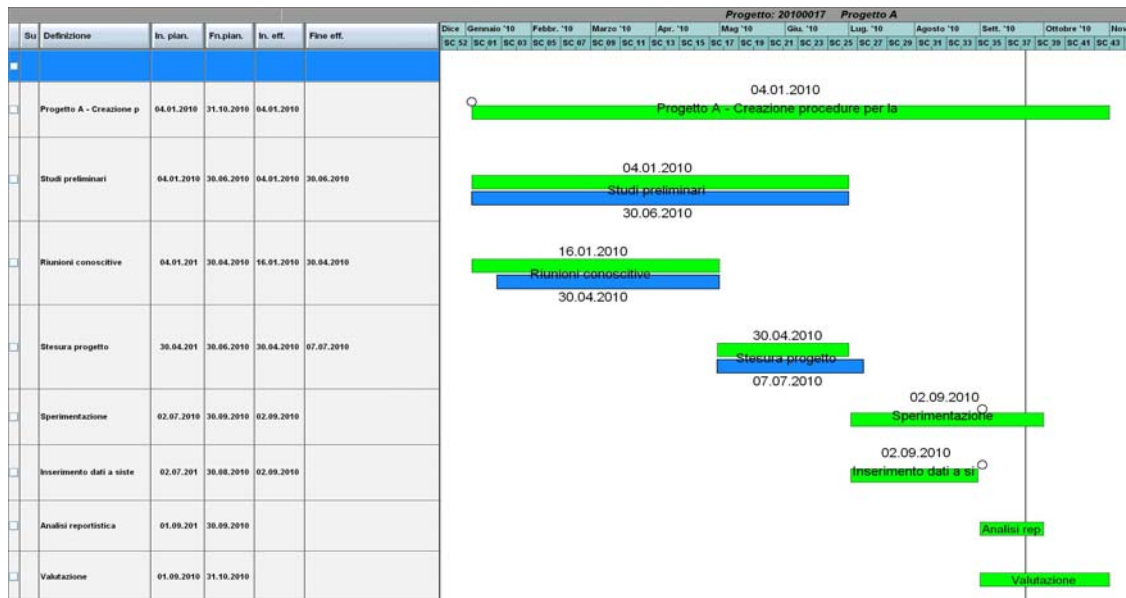 Progetto: 20100017 Progetto A
Su Definizione In. pian. Fn.pian. In. eff. Fine eff.
Dice Gennaio '10 Febbr. '10 Marzo '10 Apr. '10 Mag '10 Giu. '10 Lug. '10 Agosto '10 Sett. '10 Ottobre '10 Nov
SC 52 SC 01 SC 03 SC 05 SC 07 SC 09 SC 11 SC 13 SC 15 SC 17 SC 19 SC 21 SC 23 SC 25 SC 27 SC 29 SC 31 SC 33 SC 35 SC 37 SC 39 SC 41 SC 43
04.01.2010
Progetto A - Creazione p 04.01.2010 31.10.2010 04.01.2010
Progetto A - Creazione procedure per la
04.01.2010
Studi preliminari 04.01.2010 30.06.2010 04.01.2010 30.06.2010
Studi preliminari
30.06.2010
16.01.2010
Riunioni conoscitive 04.01.201 30.04.2010 16.01.2010 30.04.2010
Riunioni conoscitive
30.04.2010
30.04.2010
Stesura progetto 30.04.201 30.06.2010 30.04.2010 07.07.2010
Stesura progetto
07.07.2010
02.09.2010
Sperimentazione 02.07.2010 30.09.2010 02.09.2010
Sperimentazione
02.09.2010
Inserimento dati a siste 02.07.201 30.08.2010 02.09.2010
Inserimento dati a si
Analisi reportistica 01.09.201 30.09.2010
Analisi rep
Valutazione 01.09.2010 31.10.2010
Valutazione